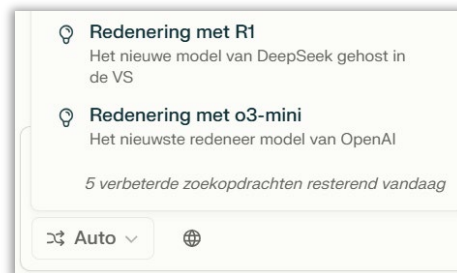 Redenering met R1
Het nieuwe model van DeepSeek gehost in
de VS
Redenering met o3-mini
Het nieuwste redeneer model van OpenAI
5 verbeterde zoekopdrachten resterend vandaag
Auto